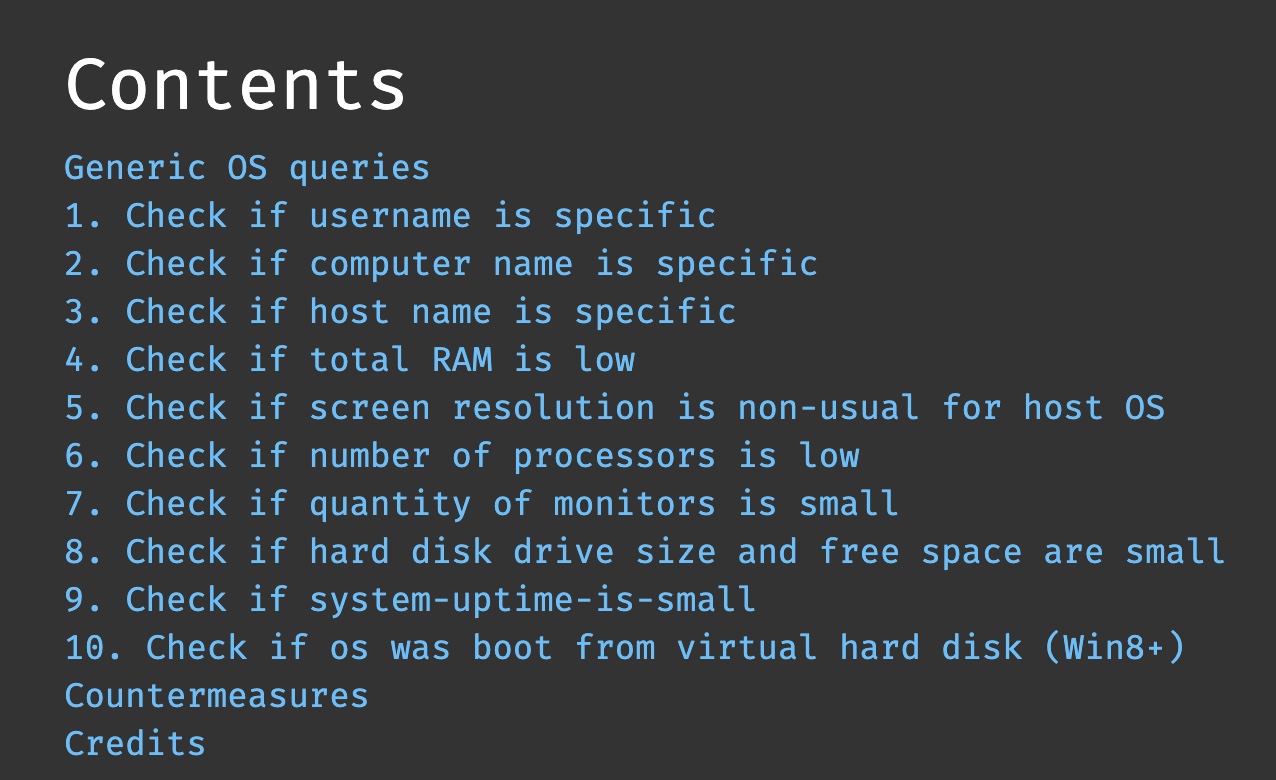 Contents
Generic OS queries
1. Check if username is specific
2. Check if computer name is specific
3. Check if host name is specific
4. Check if total RAM is low
5. Check if screen resolution is non-usual for host OS
6. Check if number of processors is low
7. Check if quantity of monitors is small
8. Check if hard disk drive size and free space are small
9. Check if system-uptime-is-small
10. Check if os was boot from virtual hard disk (Win8+)
Countermeasures
Credits